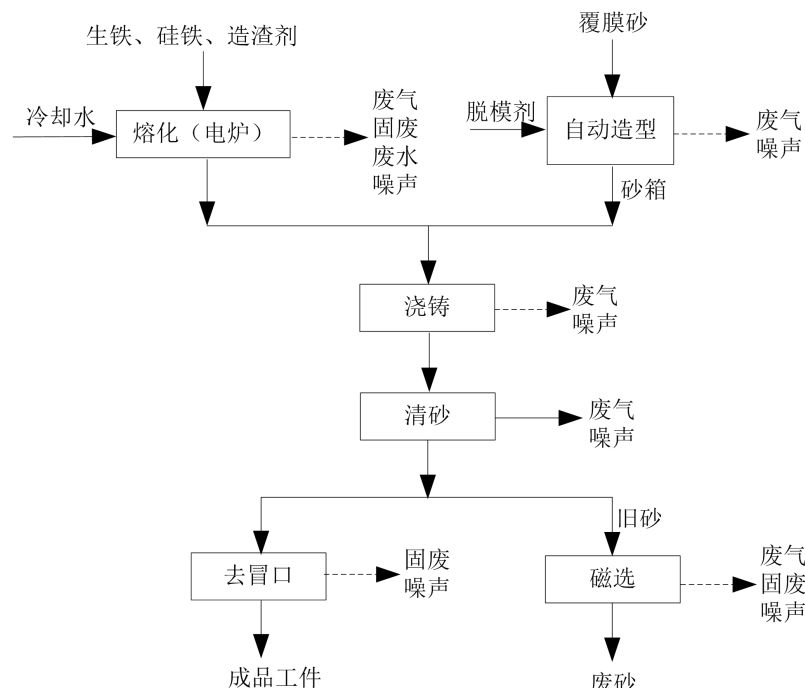 生铁、硅铁、造渣剂
覆膜砂
冷却水
熔化（电炉）
废气
固废
废水
噪声
脱模剂
自动造型
废气
噪声
砂箱
浇铸
废气
噪声
清砂
废气
噪声
旧砂
去冒口
固废
噪声
磁选
废气
固废
噪声
成品工件
废砂